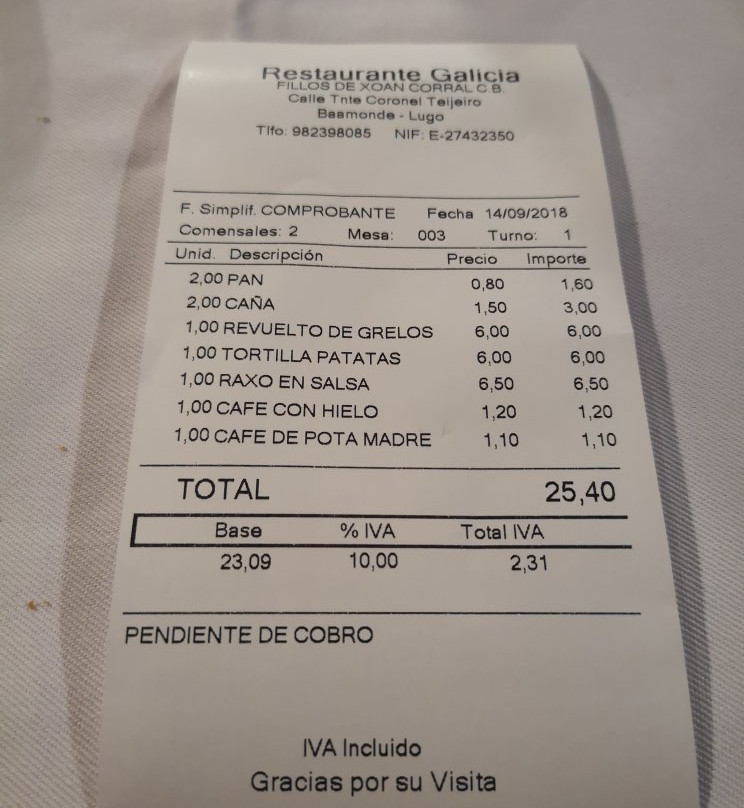 Restaurante Galicia
FILLOS DE XOAN CORRAL C.B.
Calle Tnte Coronel Teijeiro
Baamonde - Lugo
Tlfo: 982398085 NIF: E-27432350
F. Simplif. COMPROBANTE Fecha 14/09/2018
Comensales: 2 Mesa: 003 Turno: 1
Unid. Descripción Precio Importe
2,00 PAN 0,80 1,60
2,00 CAÑA 1,50 3,00
1,00 REVUELTO DE GRELOS 6,00 6,00
1,00 TORTILLA PATATAS 6,00 6,00
1,00 RAXO EN SALSA 6,50 6,50
1,00 CAFE CON HIELO 1,20 1,20
1,00 CAFE DE POTA MADRE 1,10 1,10
TOTAL 25,40
Base % IVA Total IVA
23,09 10,00 2,31
PENDIENTE DE COBRO
IVA Incluido
Gracias por su Visita